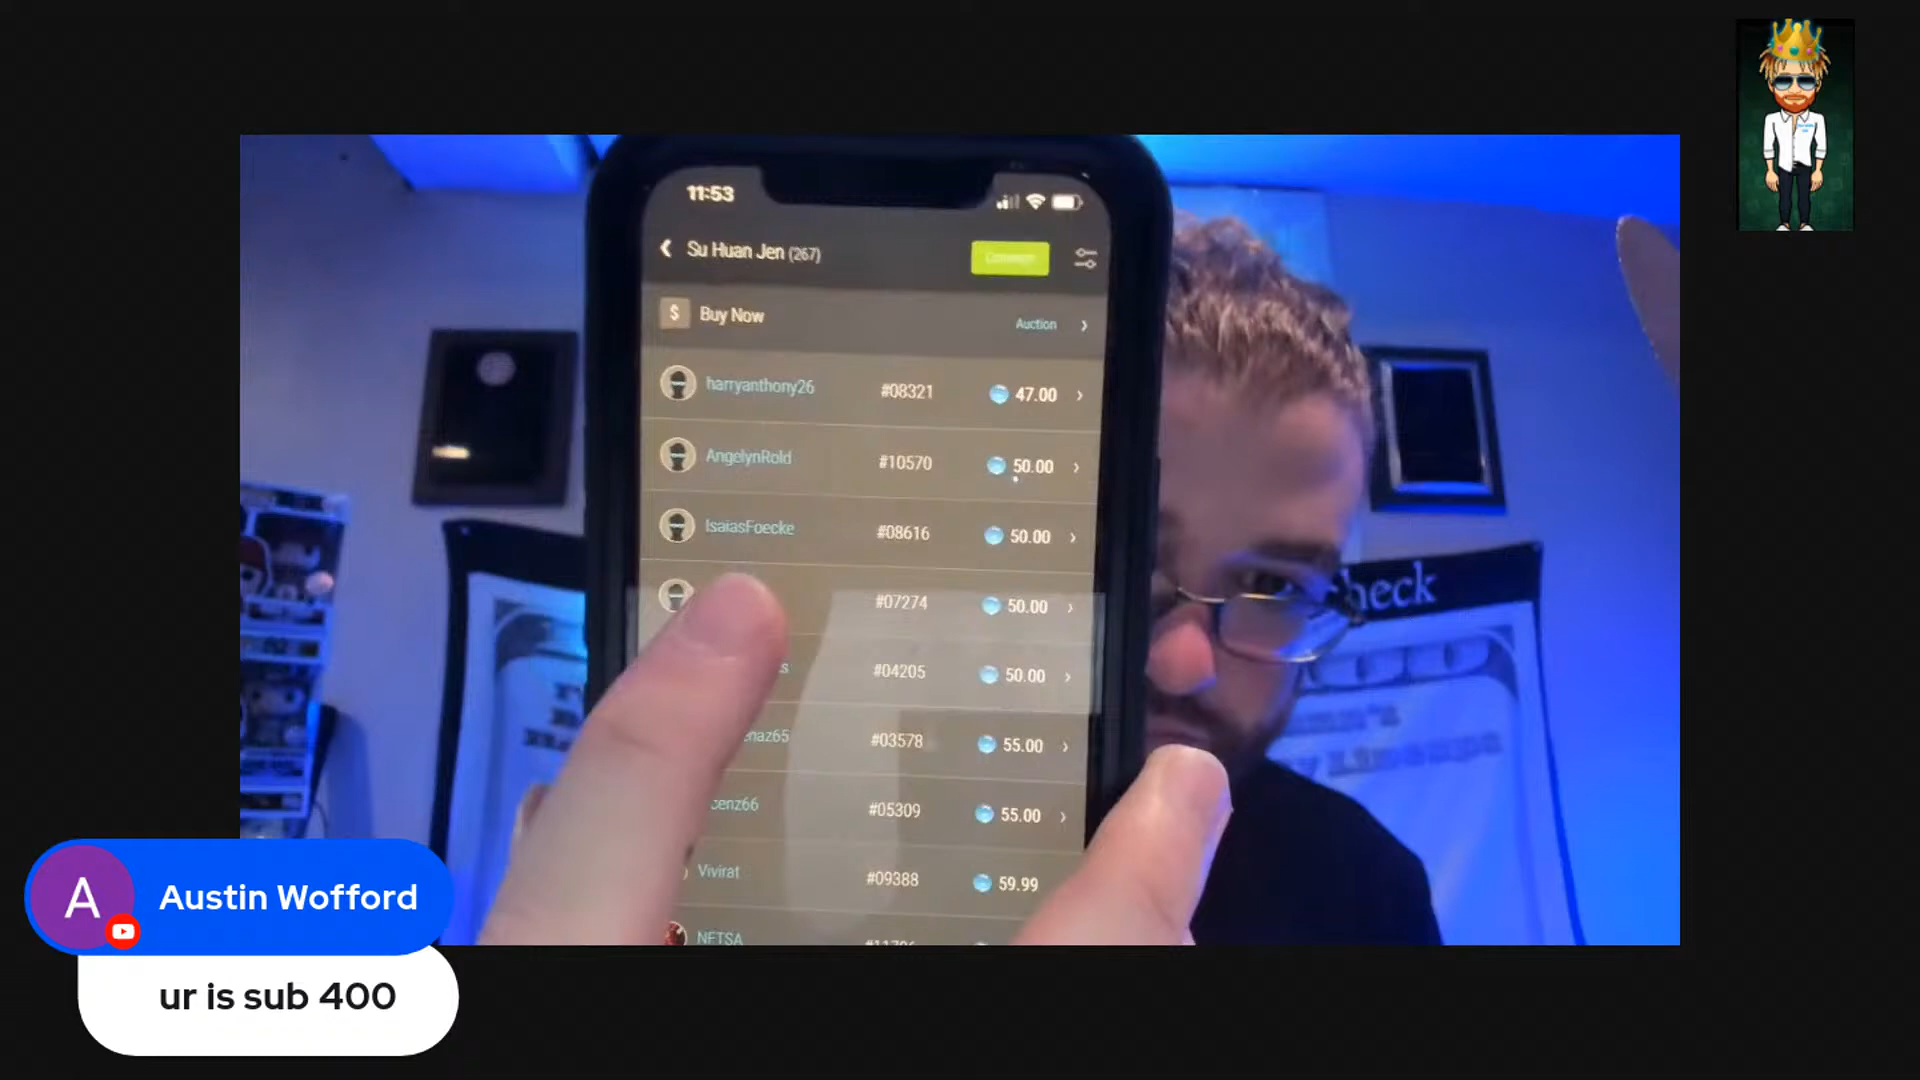 11:53
Su Huan Jen (267)
Common
$ Buy Now
Auction
harryanthony26 #08321 47.00
AngelynRold #10570 50.00
IsaiasFoecke #08616 50.00
#07274 50.00
#04205 50.00
#03578 55.00
#05309 55.00
Vivirat #09388 59.99
NFTSA
heck
A Austin Wofford
ur is sub 400